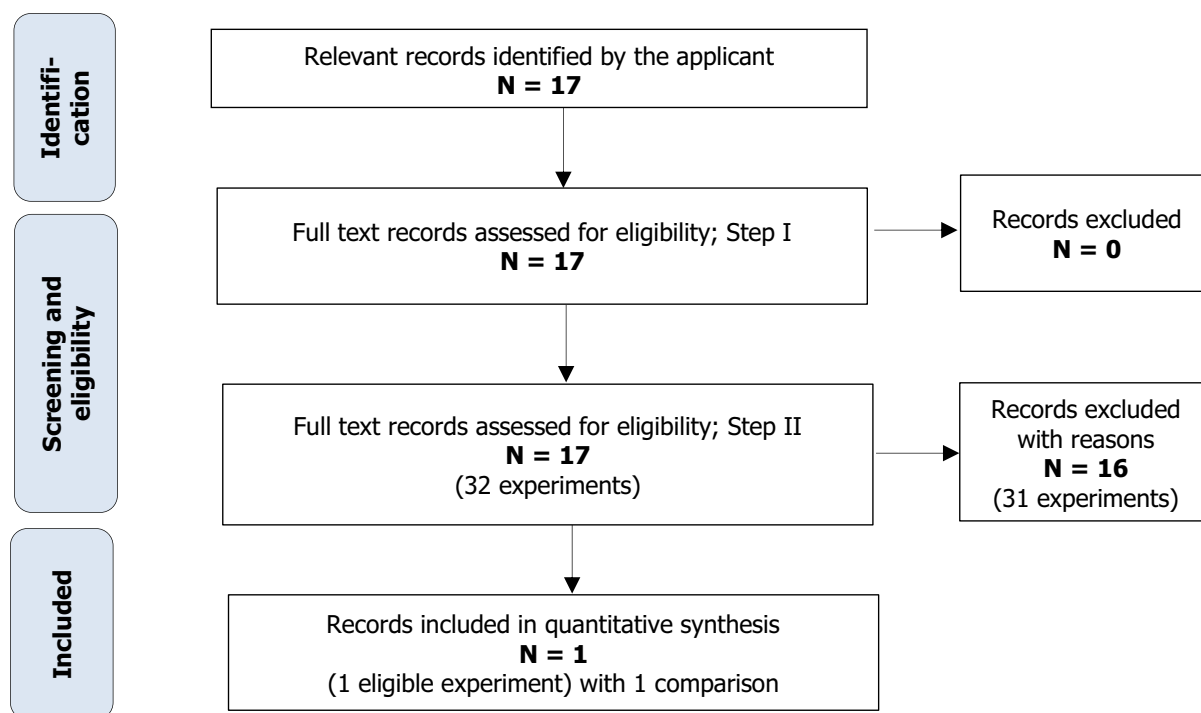 Identifi-
cation
Relevant records identified by the applicant
N = 17
Screening and
eligibility
Full text records assessed for eligibility; Step I
N = 17
Records excluded
N = 0
Full text records assessed for eligibility; Step II
N = 17
(32 experiments)
Records excluded
with reasons
N = 16
(31 experiments)
Included
Records included in quantitative synthesis
N = 1
(1 eligible experiment) with 1 comparison